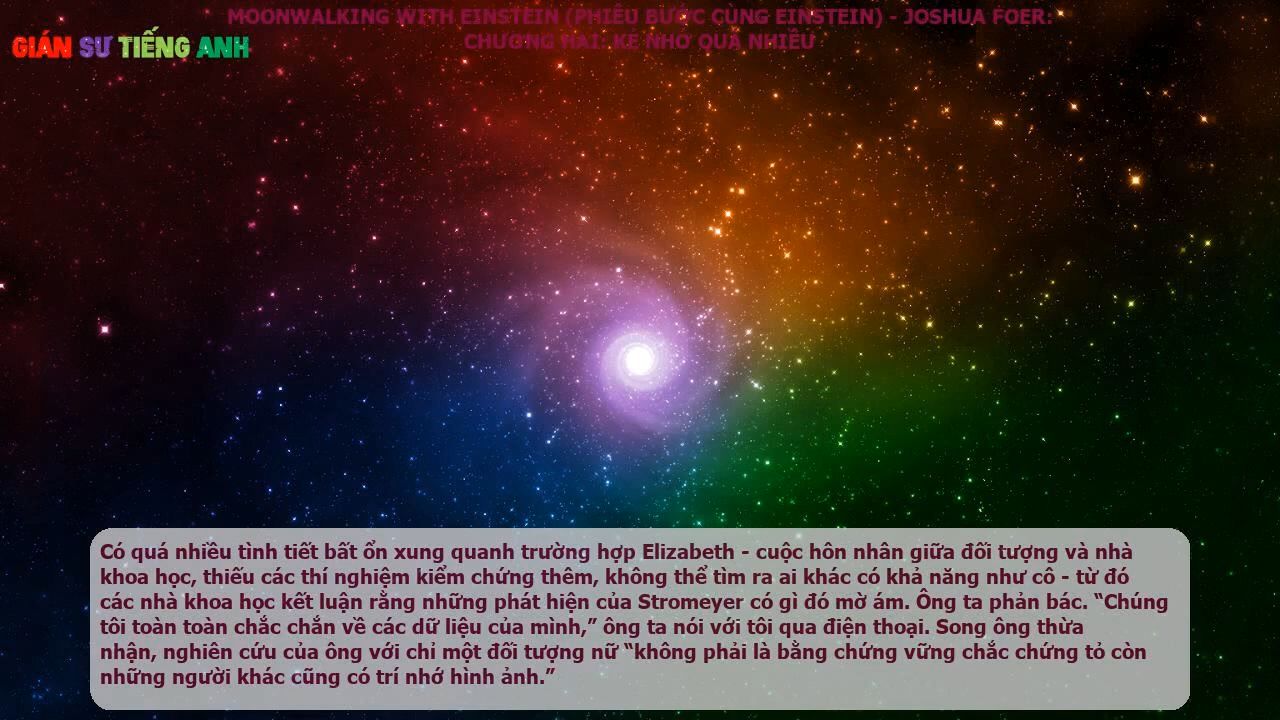 MOONWALKING WITH EINSTEIN (PHIÊU BƯỚC CÙNG EINSTEIN) - JOSHUA FOER:
CHƯƠNG HAI: KẺ NHỚ QUÁ NHIỀU
GIÁN SƯ TIẾNG ANH
Có quá nhiều tình tiết bất ổn xung quanh trường hợp Elizabeth - cuộc hôn nhân giữa đối tượng và nhà
khoa học, thiếu các thí nghiệm kiểm chứng thêm, không thể tìm ra ai khác có khả năng như cô - từ đó
các nhà khoa học kết luận rằng những phát hiện của Stromeyer có gì đó mờ ám. Ông ta phản bác. “Chúng
tôi toàn toàn chắc chắn về các dữ liệu của mình,” ông ta nói với tôi qua điện thoại. Song ông thừa
nhận, nghiên cứu của ông với chỉ một đối tượng nữ “không phải là bằng chứng vững chắc chứng tỏ còn
những người khác cũng có trí nhớ hình ảnh.”